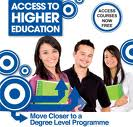 ACCESS TO
HIGHER
EDUCATION
ACCESS
COURSES
NOW
FREE
Move Closer to a
Degree Level Programme